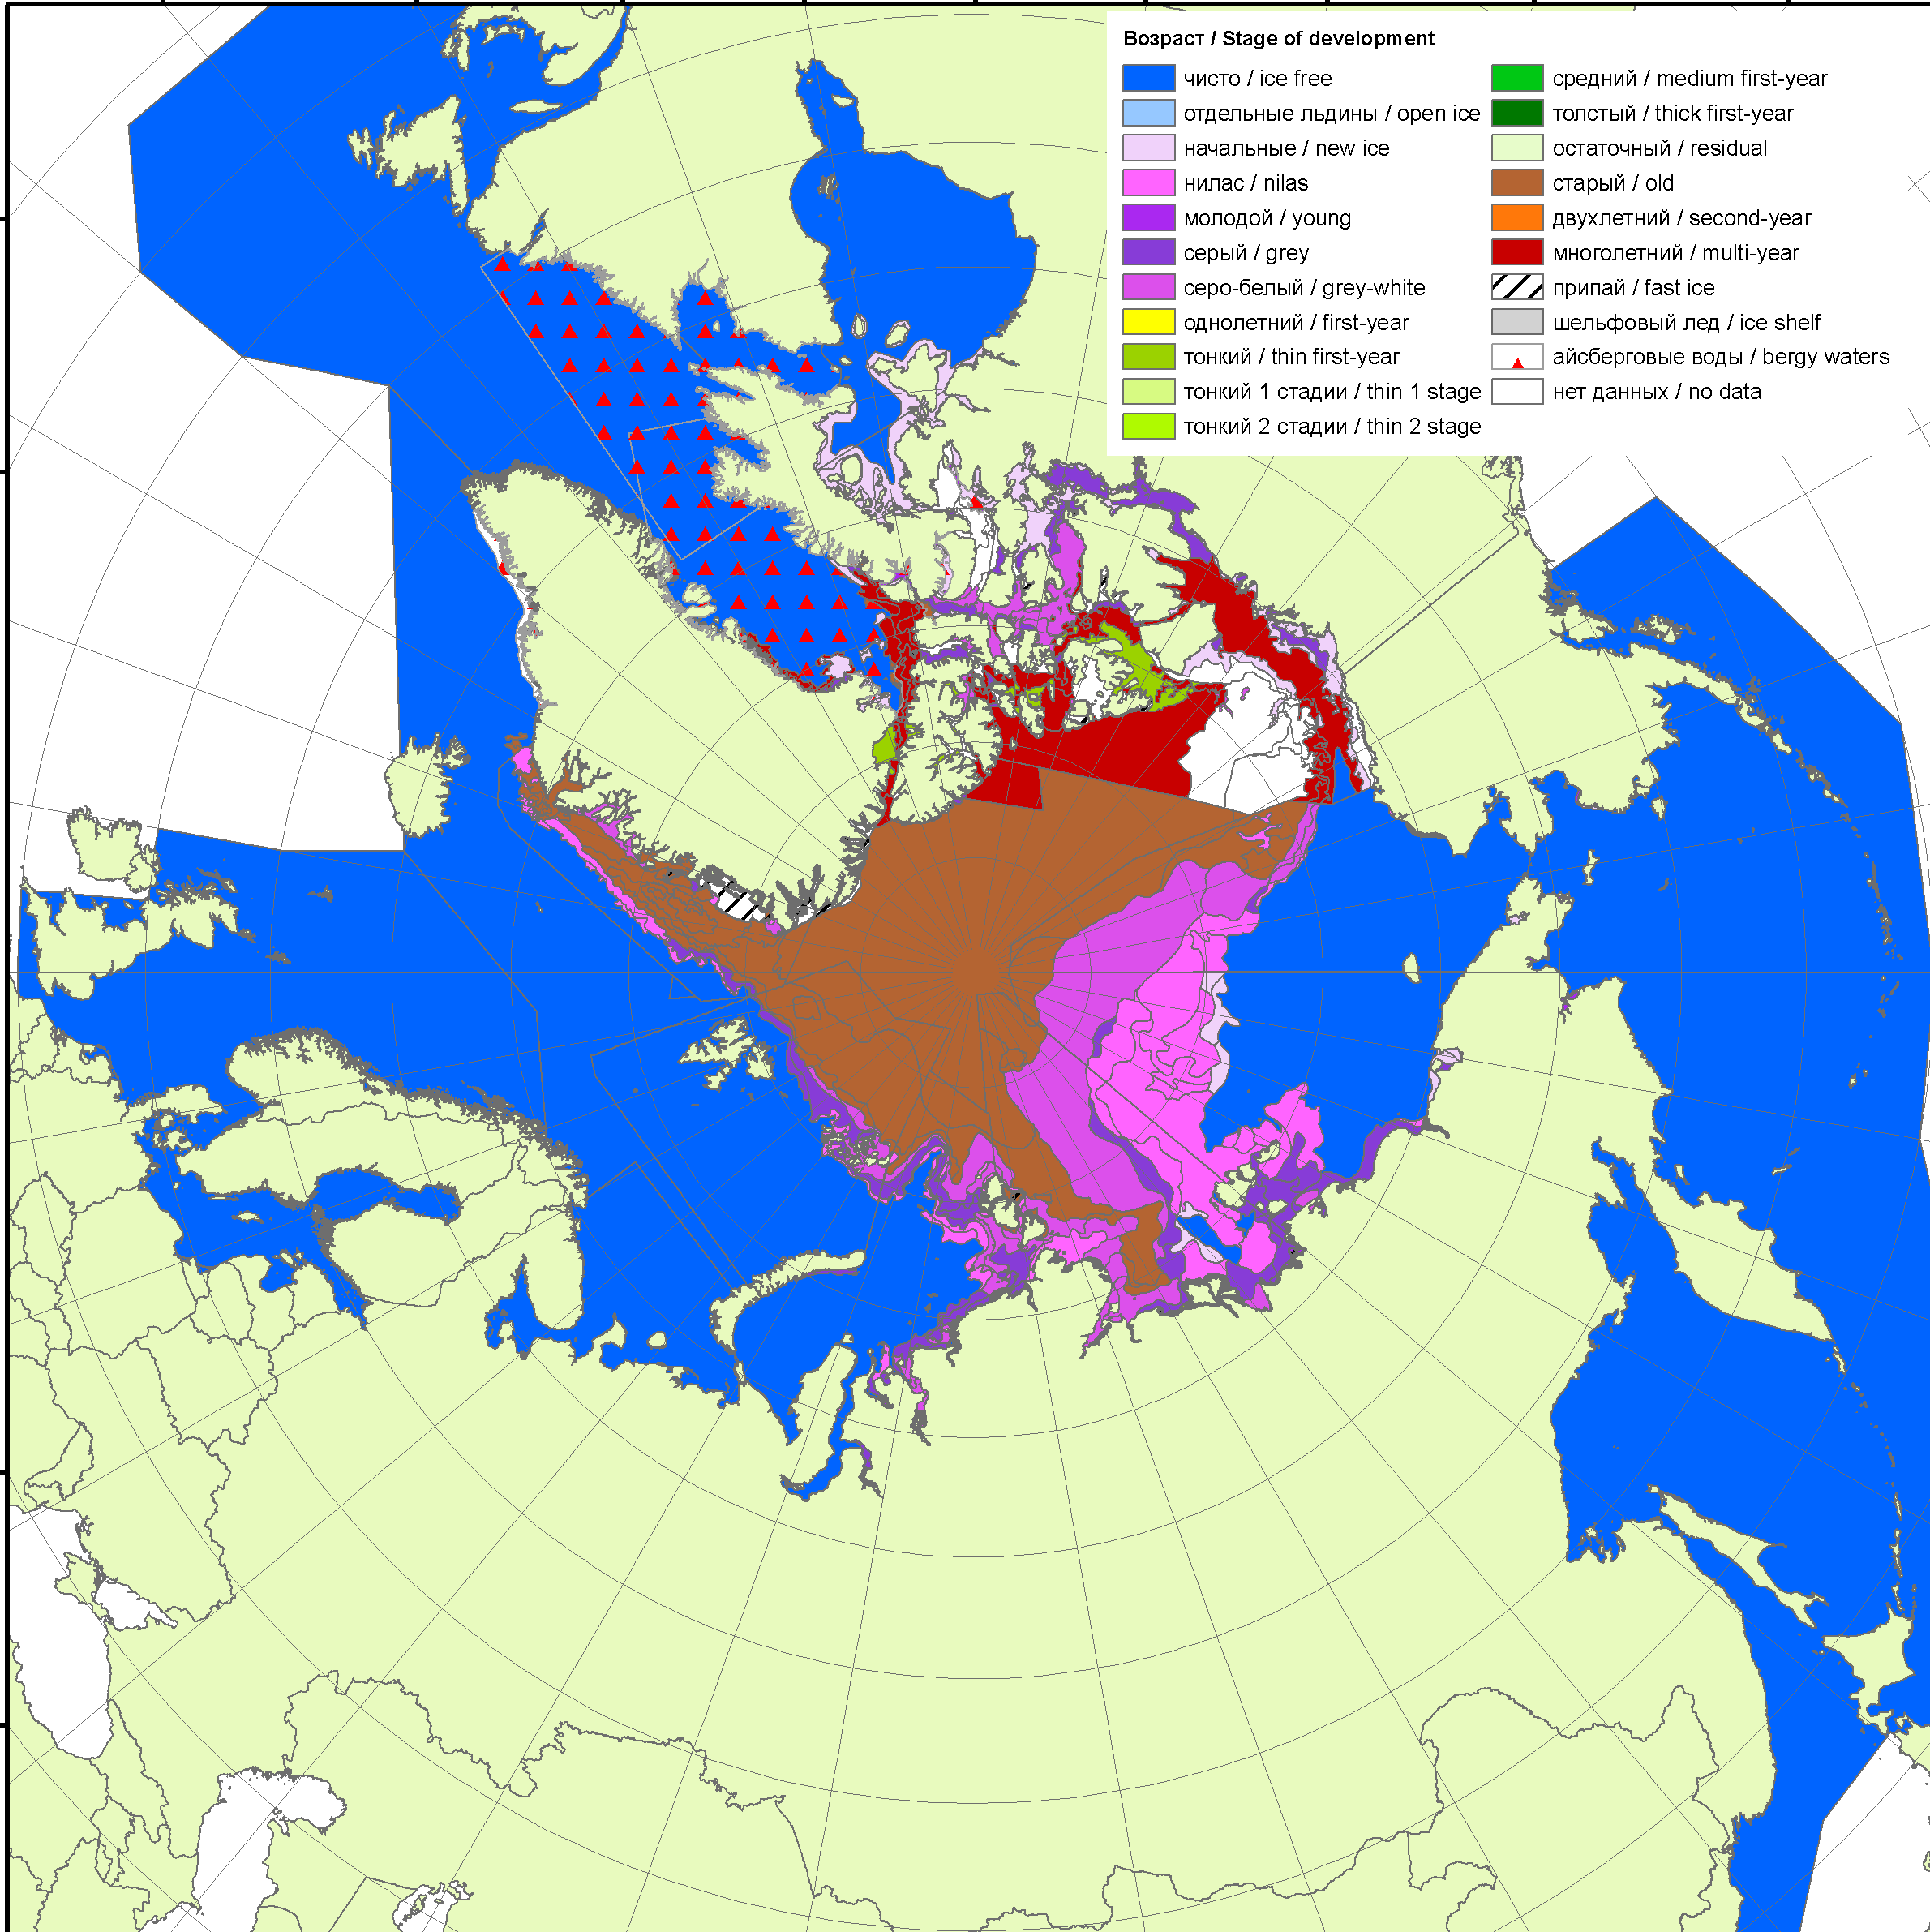 Возраст / Stage of development
чисто / ice free
отдельные льдины / open ice
начальные / new ice
нилас / nilas
молодой / young
серый / grey
серо-белый / grey-white
однолетний / first-year
тонкий / thin first-year
тонкий 1 стадии / thin 1 stage
тонкий 2 стадии / thin 2 stage
средний / medium first-year
толстый / thick first-year
остаточный / residual
старый / old
двухлетний / second-year
многолетний / multi-year
припай / fast ice
шельфовый лед / ice shelf
айсберговые воды / bergy waters
нет данных / no data